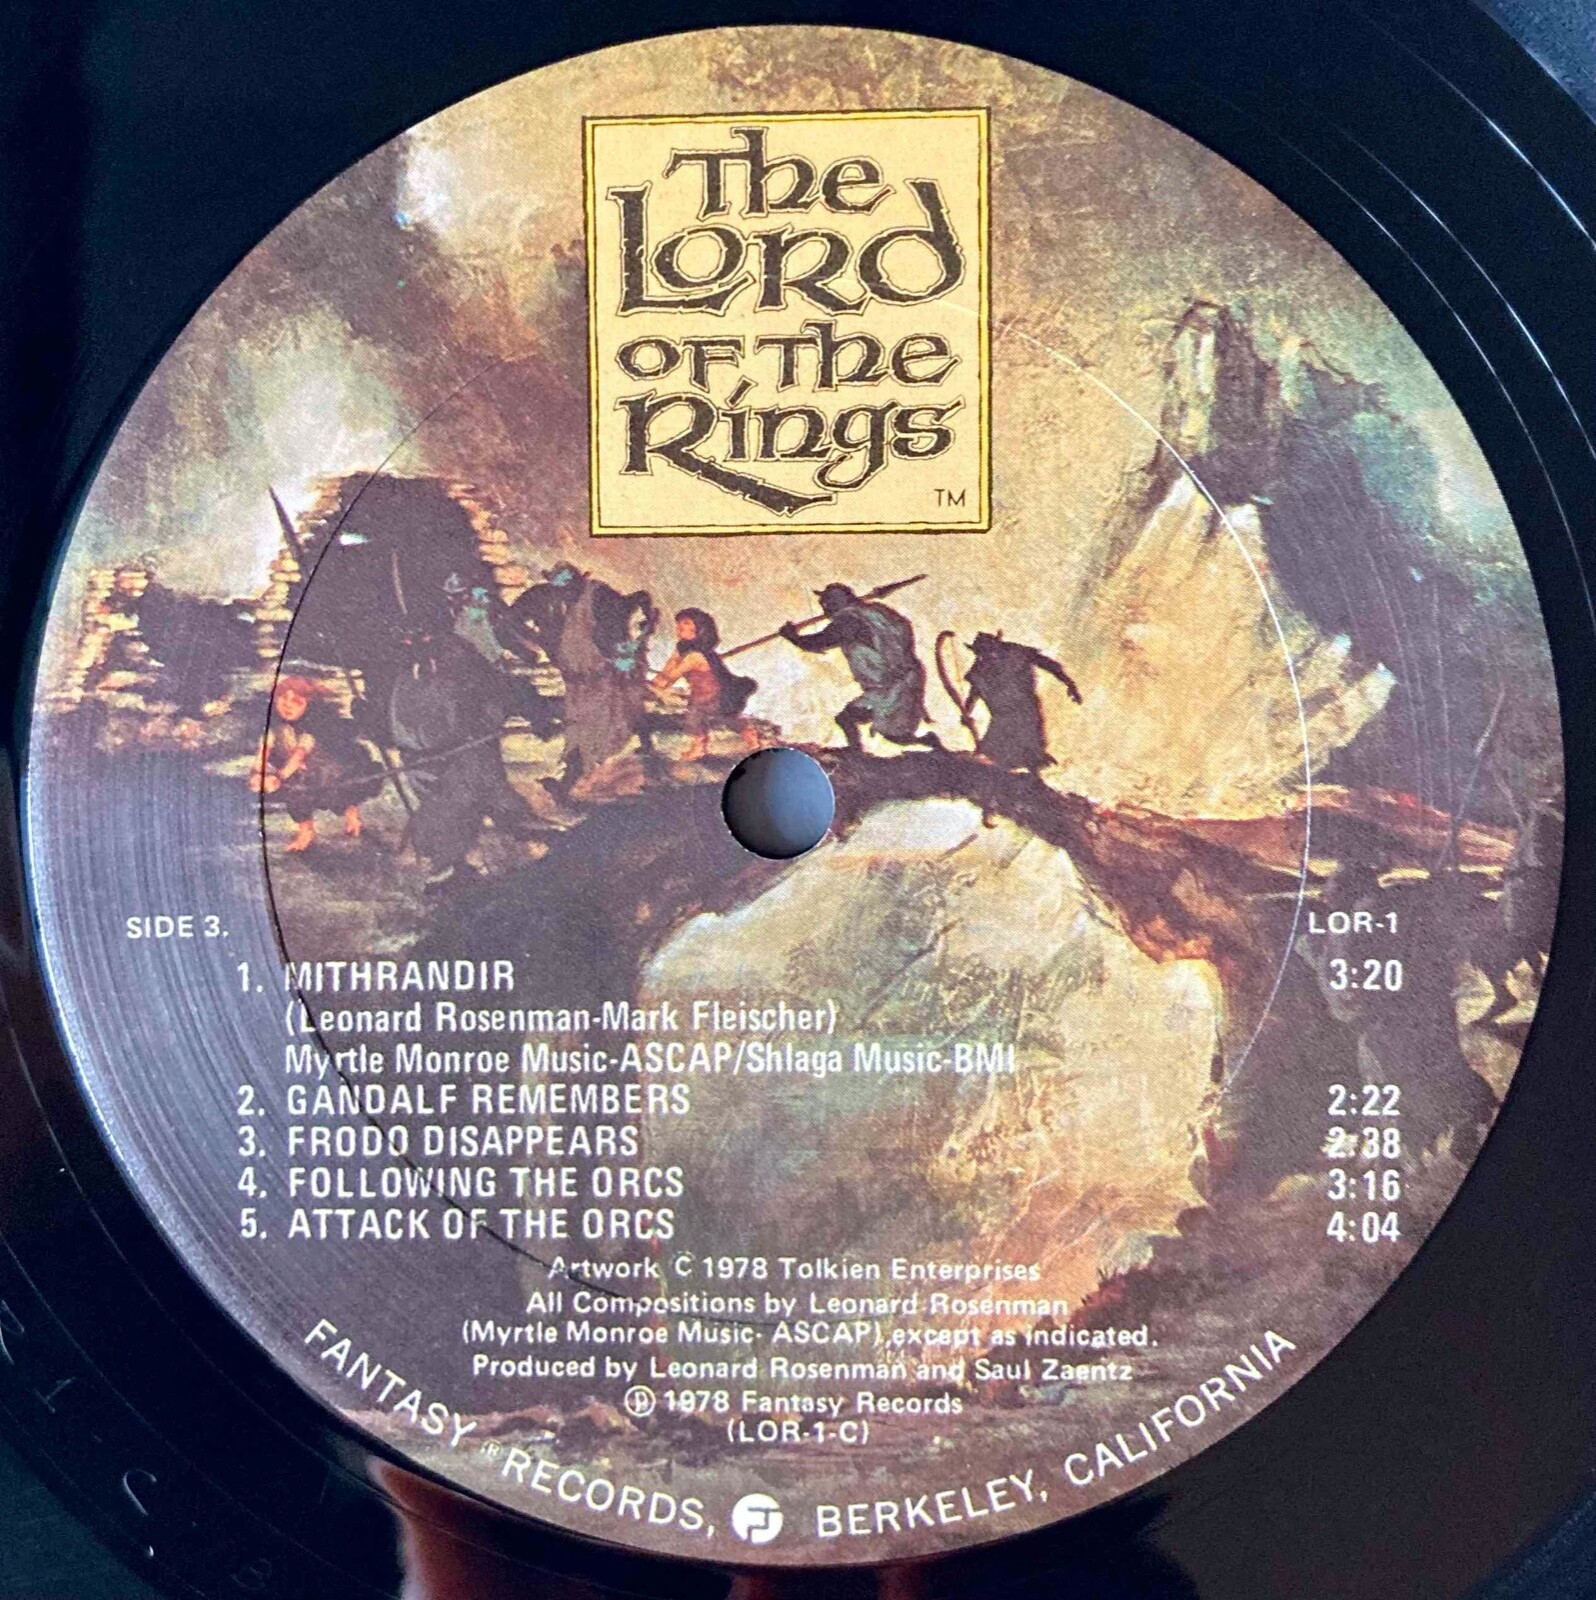 The
Lord
of the
Rings
TM
SIDE 3. LOR-1
1. MITHRANDIR 3:20
(Leonard Rosenman-Mark Fleischer)
Myrtle Monroe Music-ASCAP/Shlaga Music-BMI
2. GANDALF REMEMBERS 2:22
3. FRODO DISAPPEARS 2:38
4. FOLLOWING THE ORCS 3:16
5. ATTACK OF THE ORCS 4:04
Artwork © 1978 Tolkien Enterprises
All Compositions by Leonard Rosenman
(Myrtle Monroe Music- ASCAP),except as indicated.
Produced by Leonard Rosenman and Saul Zaentz
℗ 1978 Fantasy Records
(LOR-1-C)
FANTASY ® RECORDS, BERKELEY, CALIFORNIA